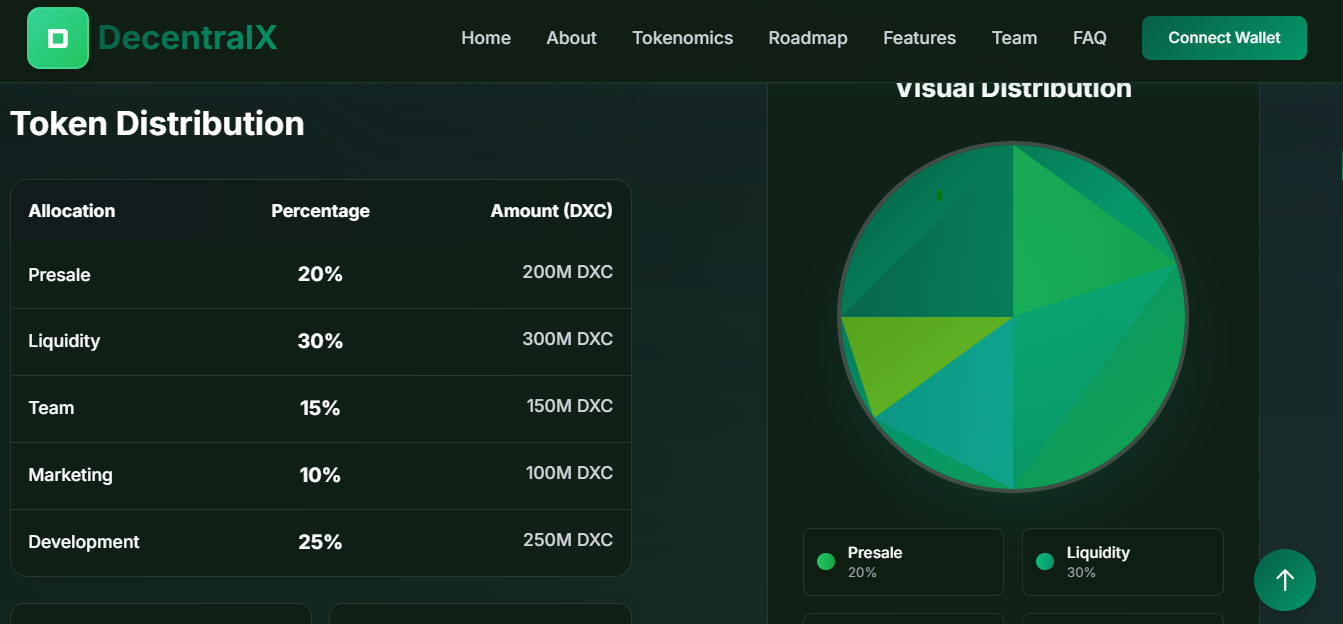 DecentralX
Home About Tokenomics Roadmap Features Team FAQ Connect Wallet
Token Distribution
Allocation Percentage Amount (DXC)
Presale 20% 200M DXC
Liquidity 30% 300M DXC
Team 15% 150M DXC
Marketing 10% 100M DXC
Development 25% 250M DXC
Visual Distribution
Presale
20%
Liquidity
30%